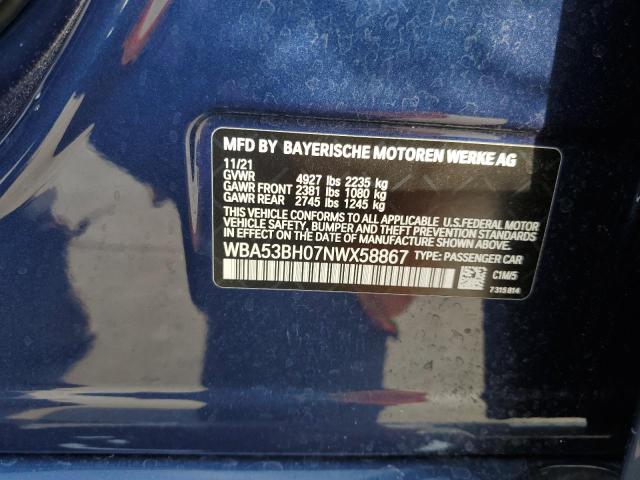 MFD BY BAYERISCHE MOTOREN WERKE AG
11/21
GVWR 4927 lbs 2235 kg
GAWR FRONT 2381 lbs 1080 kg
GAWR REAR 2745 lbs 1245 kg
THIS VEHICLE CONFORMS TO ALL APPLICABLE U.S.FEDERAL MOTOR
VEHICLE SAFETY, BUMPER AND THEFT PREVENTION STANDARDS
IN EFFECT ON THE DATE OF MANUFACTURE SHOWN ABOVE.
WBA53BH07NWX58867 TYPE: PASSENGER CAR
C1M/5
7315814